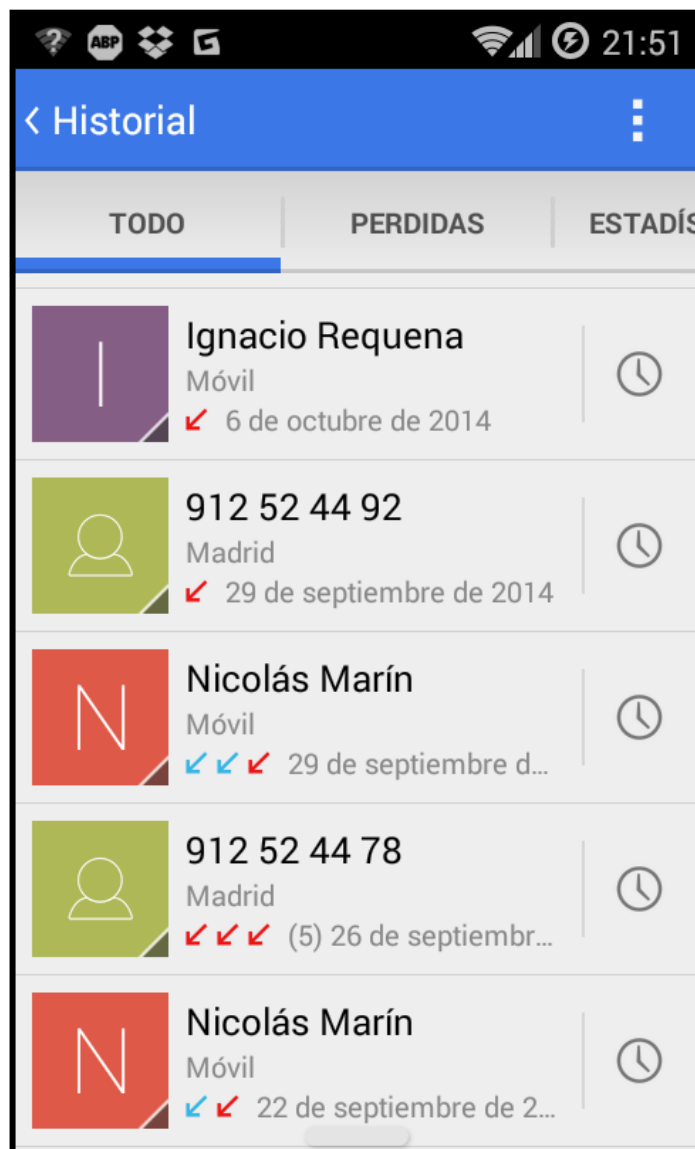 ABP
21:51
Historial
TODO PERDIDAS ESTADÍS
I
Ignacio Requena
Móvil
6 de octubre de 2014
912 52 44 92
Madrid
29 de septiembre de 2014
N
Nicolás Marín
Móvil
29 de septiembre d...
912 52 44 78
Madrid
(5) 26 de septiembr...
N
Nicolás Marín
Móvil
22 de septiembre de 2...